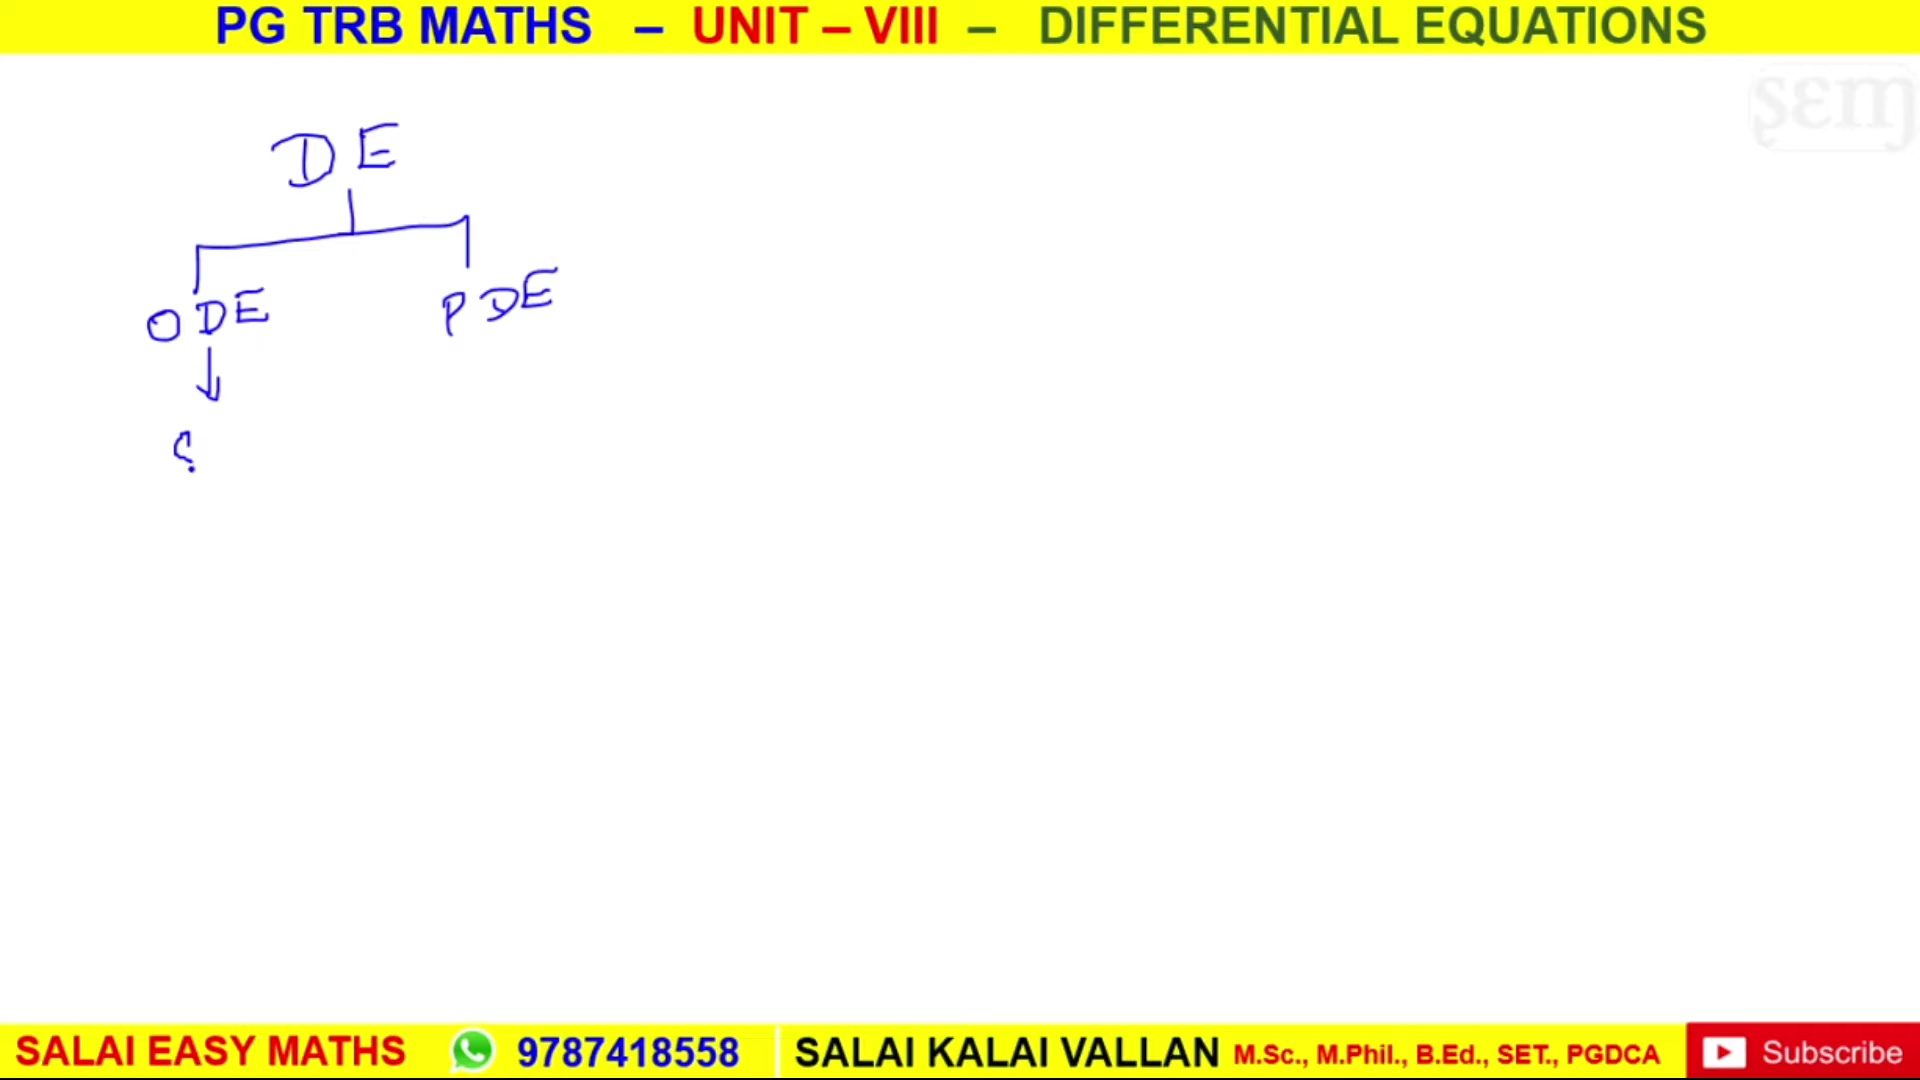 PG TRB MATHS – UNIT – VIII – DIFFERENTIAL EQUATIONS
sɛm
DE
ODE PDE
SALAI EASY MATHS 9787418558 SALAI KALAI VALLAN M.Sc., M.Phil., B.Ed., SET., PGDCA Subscribe